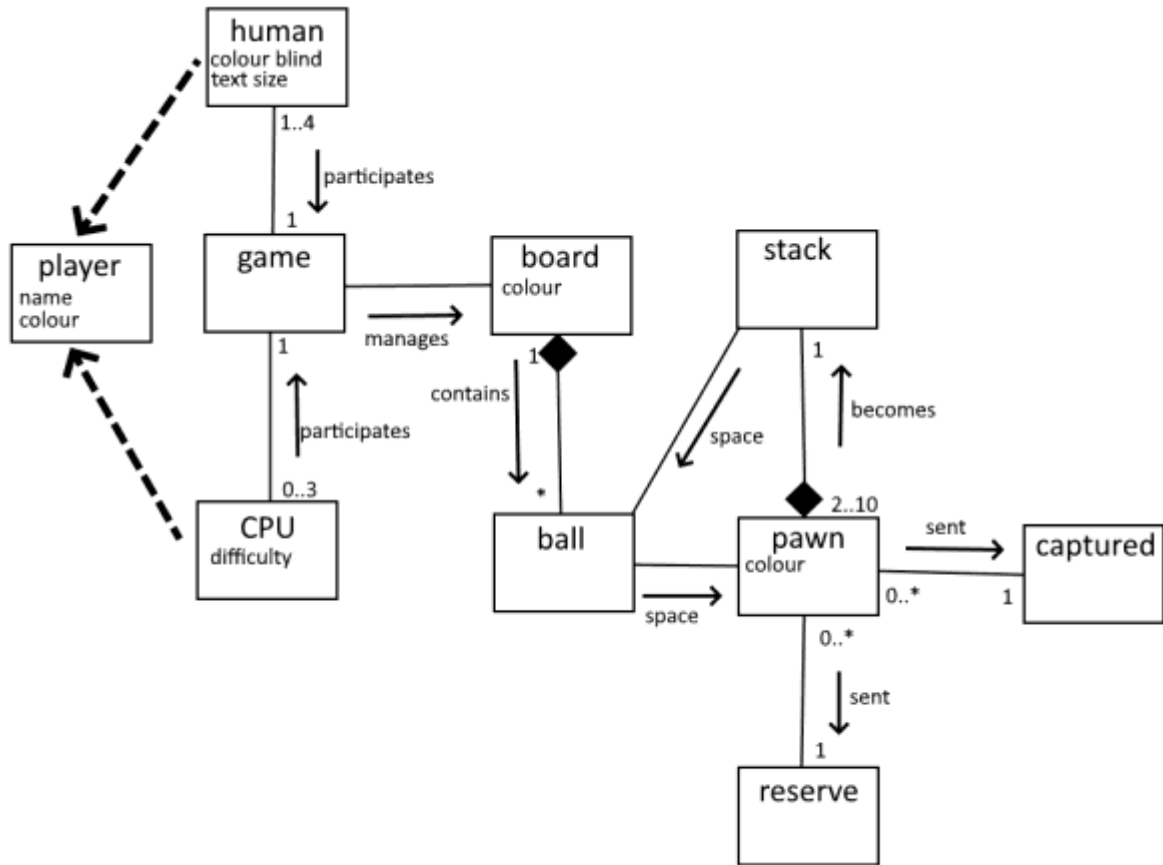 human
colour blind
text size
1..4
participates
1
player
name
colour
game
manages
board
colour
stack
1
participates
1
contains
1
becomes
space
0..3
*
2..10
CPU
difficulty
ball
pawn
colour
sent
captured
space
0..*
1
0..*
sent
1
reserve